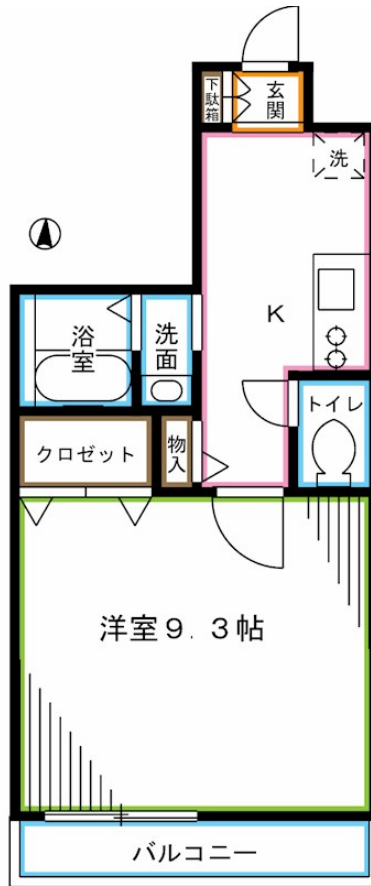 下駄箱
玄関
洗
K
浴室
洗面
トイレ
クロゼット
物入
洋室9.3帖
バルコニー